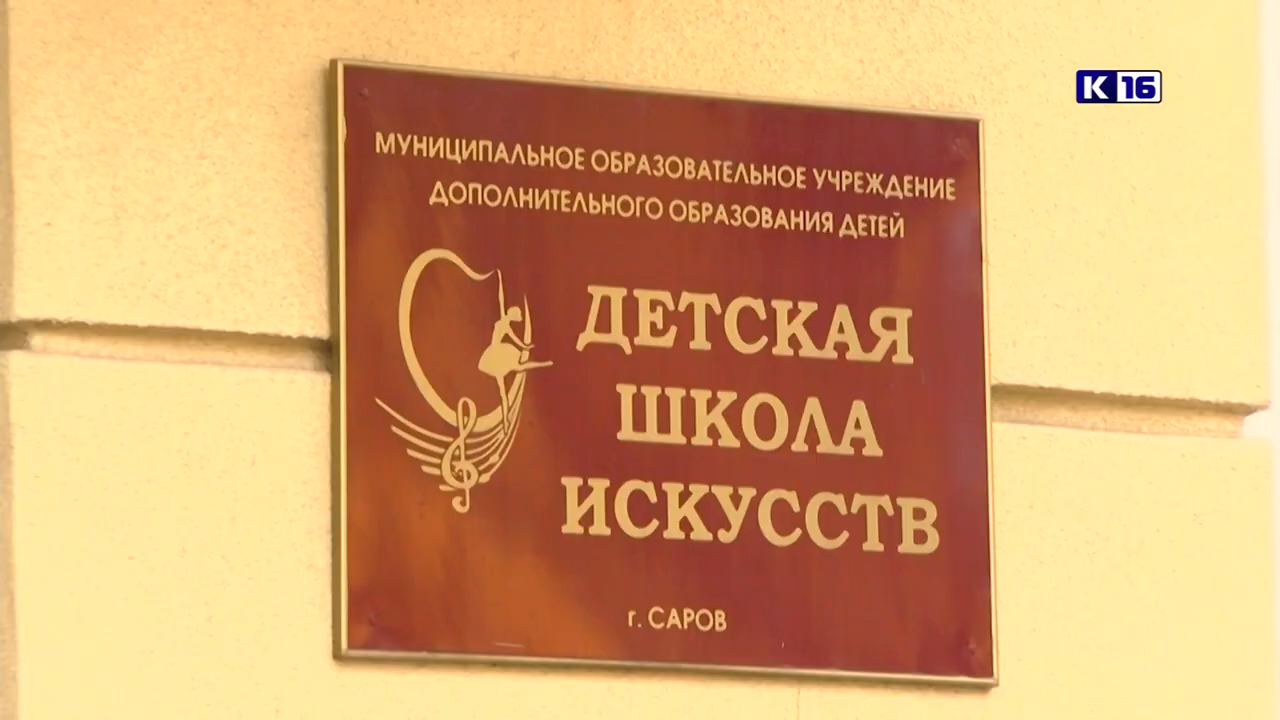 К 16
МУНИЦИПАЛЬНОЕ ОБРАЗОВАТЕЛЬНОЕ УЧРЕЖДЕНИЕ
ДОПОЛНИТЕЛЬНОГО ОБРАЗОВАНИЯ ДЕТЕЙ
ДЕТСКАЯ
ШКОЛА
ИСКУССТВ
г. САРОВ